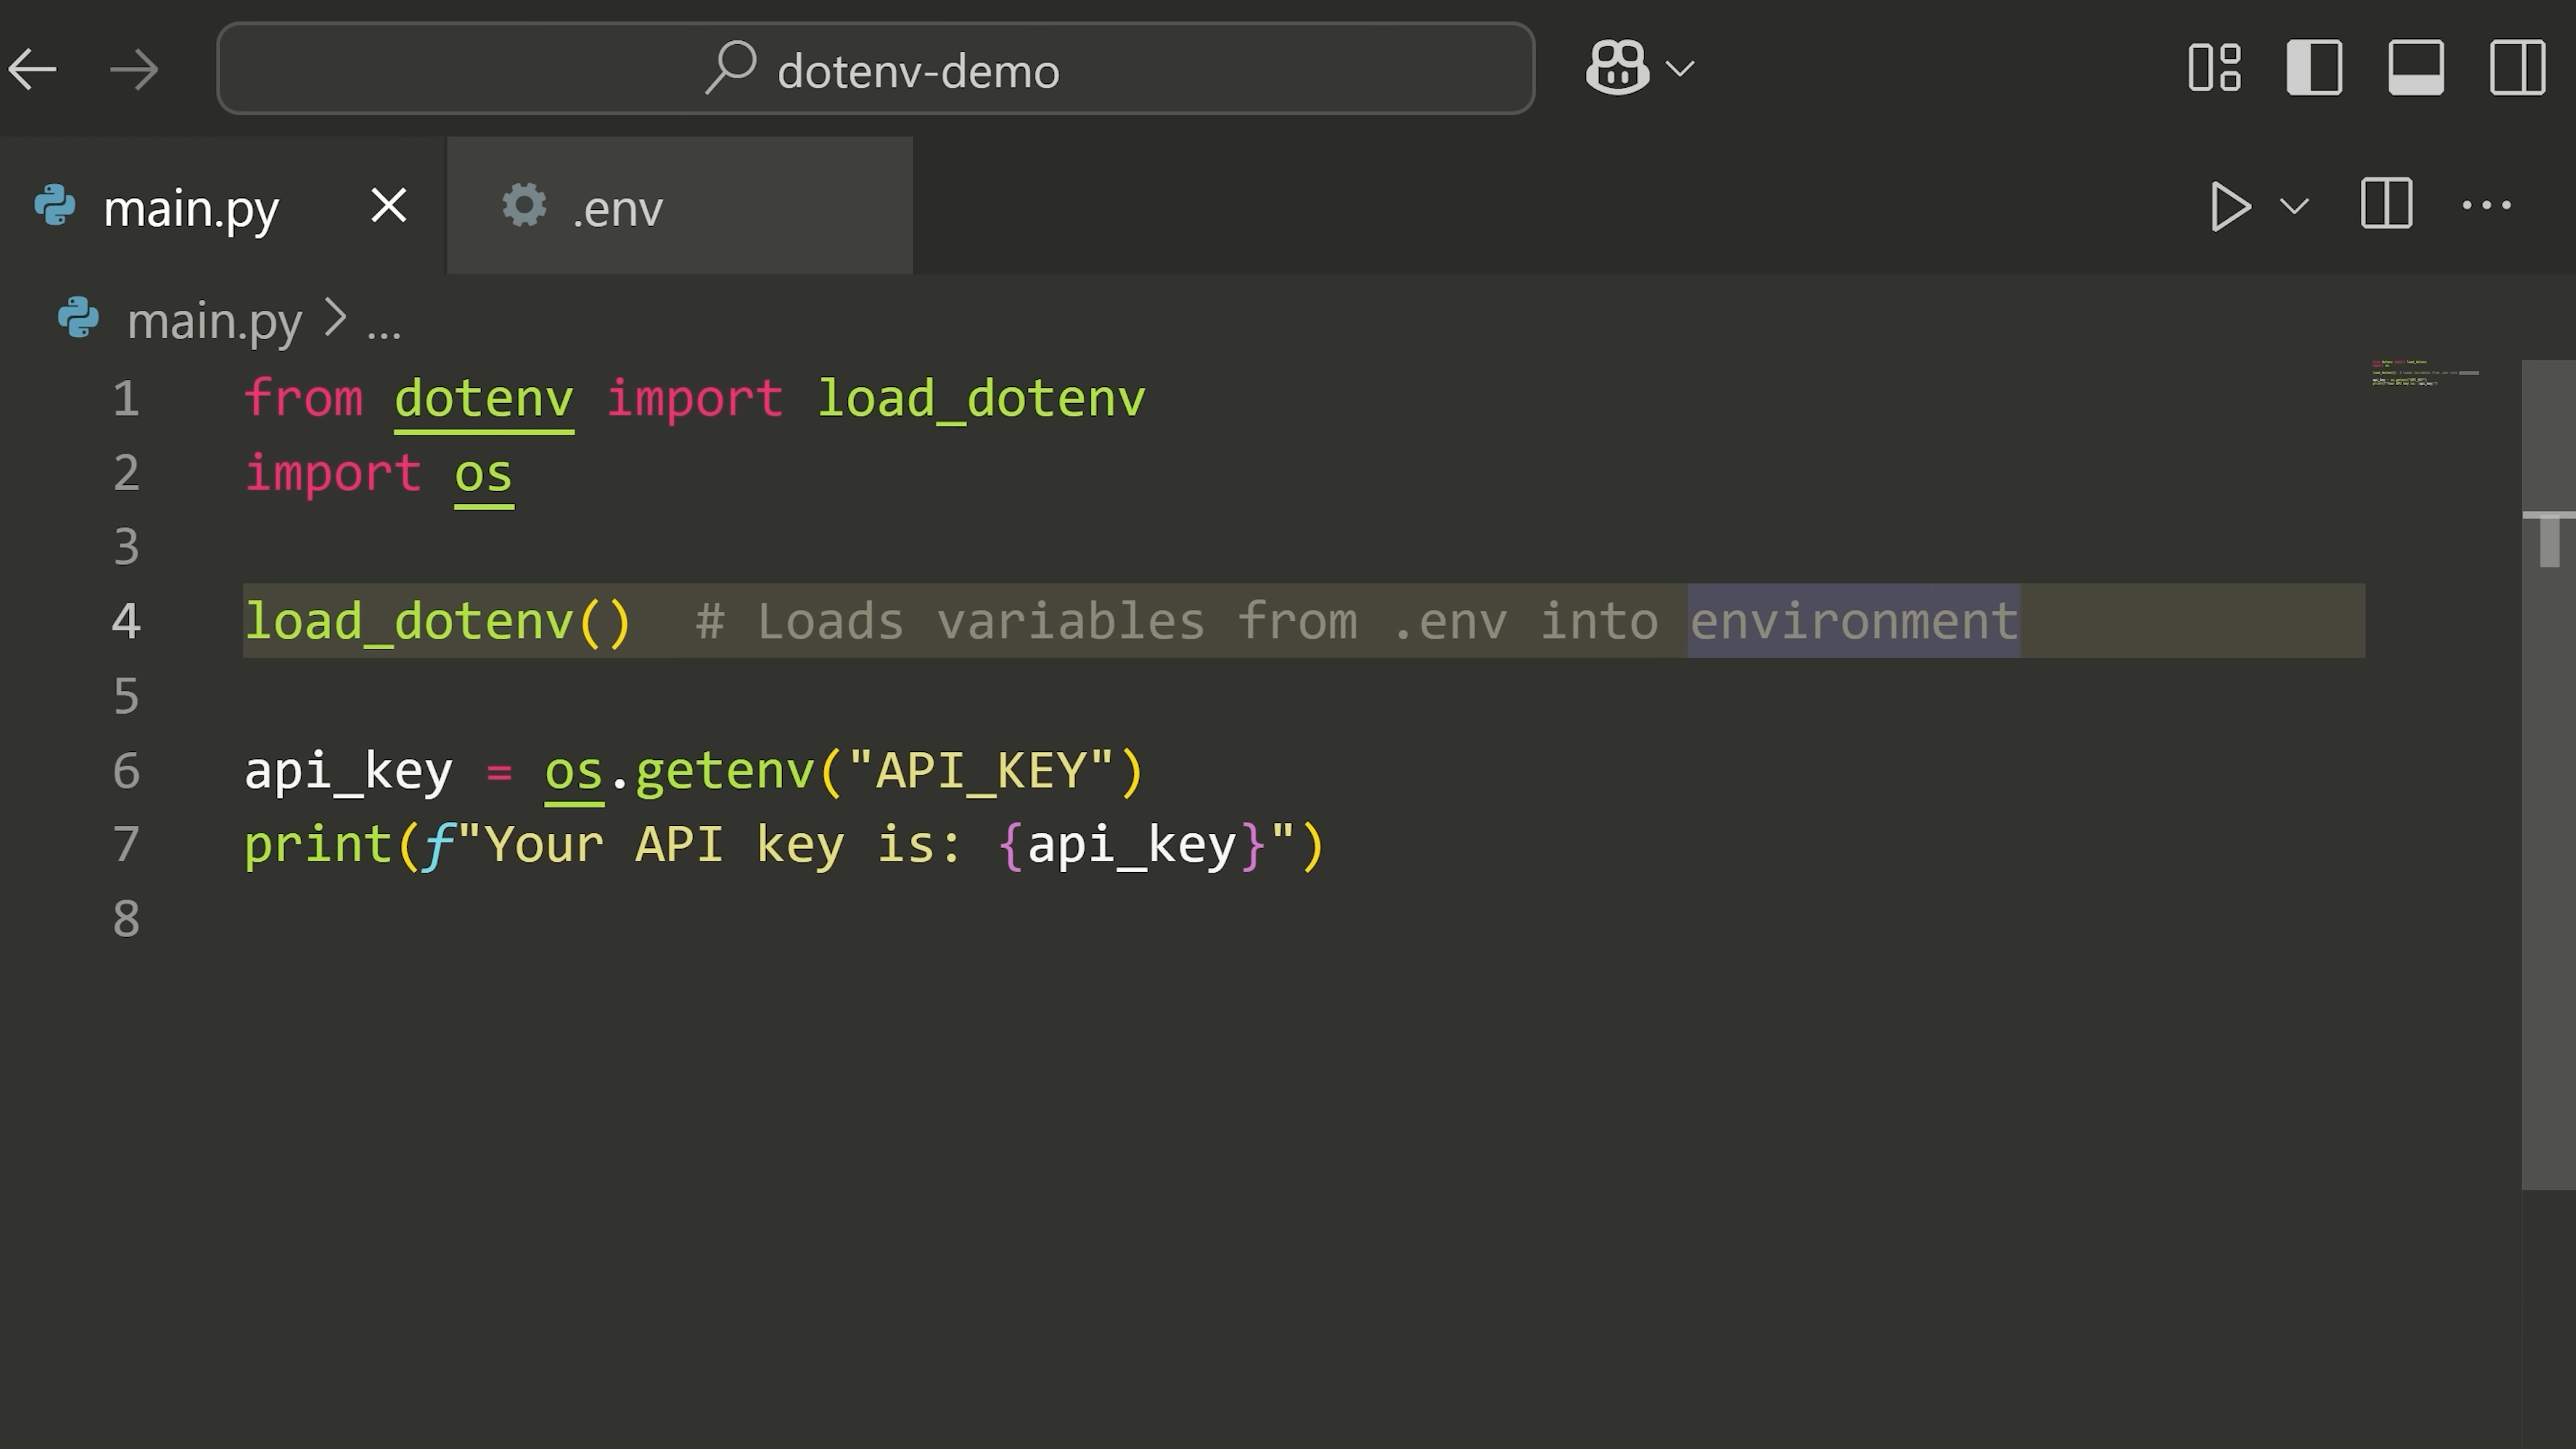 dotenv-demo
main.py
.env
main.py > ...
1 from dotenv import load_dotenv
2 import os
3
4 load_dotenv()  # Loads variables from .env into environment
5
6 api_key = os.getenv("API_KEY")
7 print(f"Your API key is: {api_key}")
8